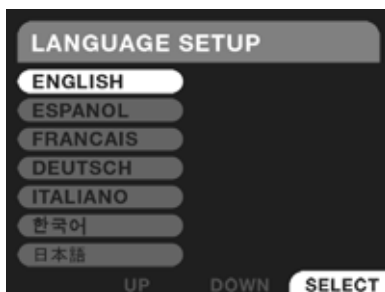 LANGUAGE SETUP
ENGLISH
ESPANOL
FRANCAIS
DEUTSCH
ITALIANO
한국어
日本語
UP DOWN SELECT